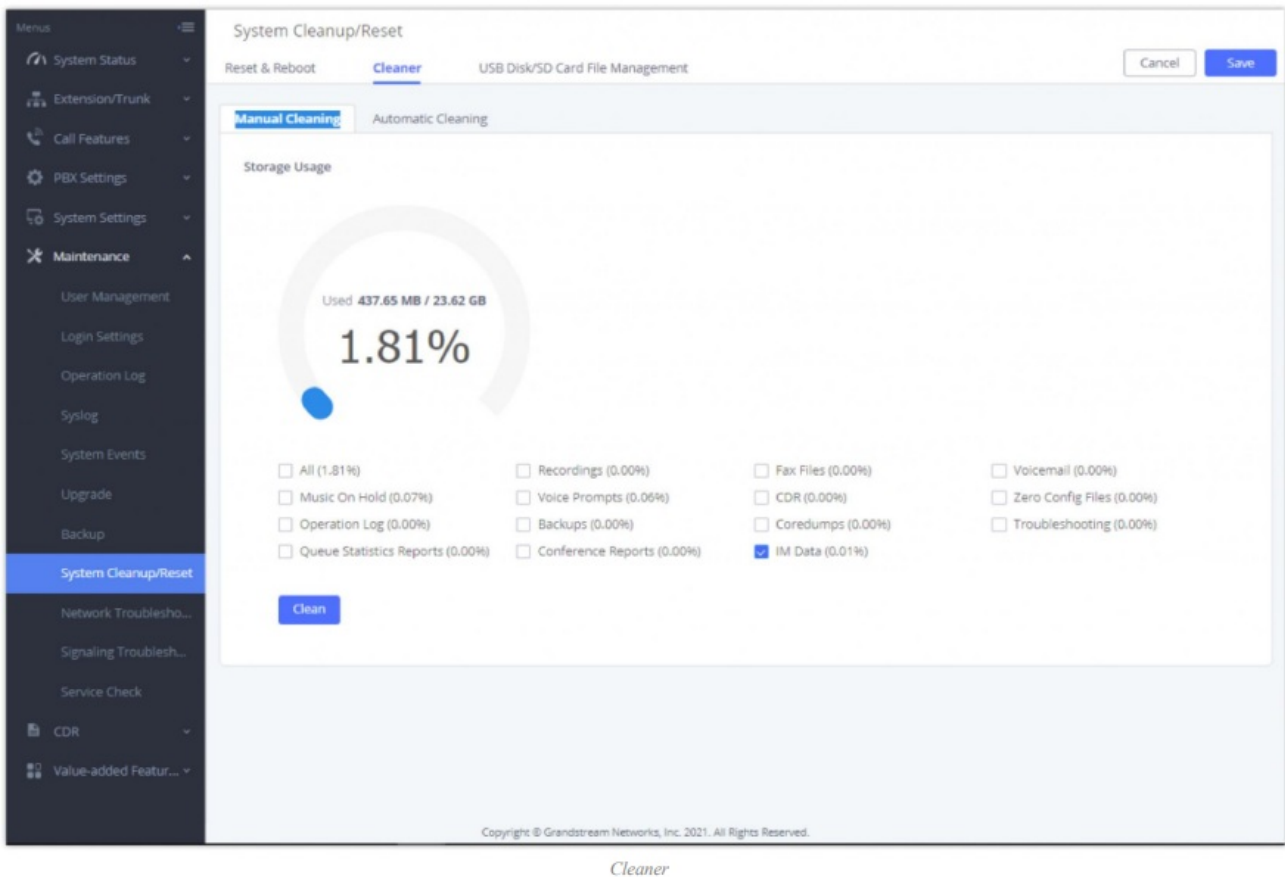 Menus
System Status
Extension/Trunk
Call Features
PBX Settings
System Settings
Maintenance
User Management
Login Settings
Operation Log
Syslog
System Events
Upgrade
Backup
System Cleanup/Reset
Network Troublesho...
Signaling Troublesh...
Service Check
CDR
Value-added Featur...
System Cleanup/Reset
Reset & Reboot Cleaner USB Disk/SD Card File Management Cancel Save
Manual Cleaning Automatic Cleaning
Storage Usage
Used 437.65 MB / 23.62 GB
1.81%
All (1.81%) Recordings (0.00%) Fax Files (0.00%) Voicemail (0.00%)
Music On Hold (0.07%) Voice Prompts (0.06%) CDR (0.00%) Zero Config Files (0.00%)
Operation Log (0.00%) Backups (0.00%) Coredumps (0.00%) Troubleshooting (0.00%)
Queue Statistics Reports (0.00%) Conference Reports (0.00%) IM Data (0.01%)
Clean
Copyright © Grandstream Networks, Inc. 2021. All Rights Reserved.
Cleaner